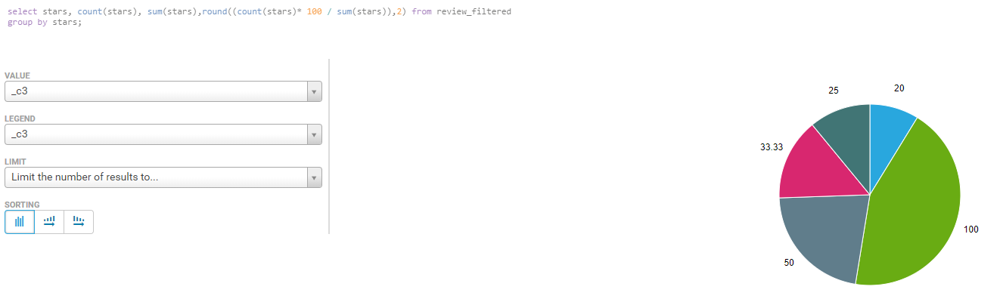 select stars, count(stars), sum(stars),round((count(stars)* 100 / sum(stars)),2) from review_filtered
group by stars;
VALUE
_c3
LEGEND
_c3
LIMIT
Limit the number of results to...
SORTING
25
20
33.33
100
50